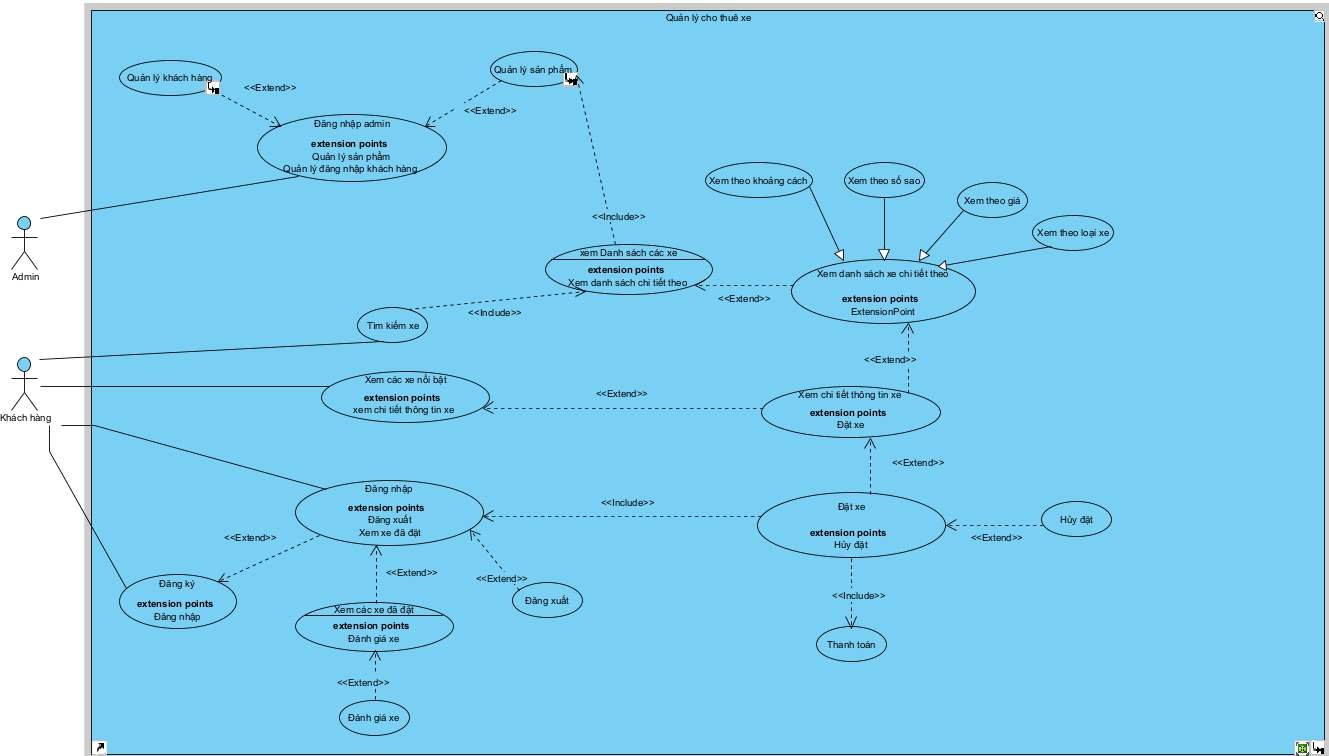 Quản lý cho thuê xe
Quản lý khách hàng
<<Extend>>
Quản lý sản phẩm
<<Extend>>
Đăng nhập admin
extension points
Quản lý sản phẩm
Quản lý đăng nhập khách hàng
Xem theo khoảng cách
Xem theo số sao
Xem theo giá
Xem theo loại xe
<<Include>>
Admin
xem Danh sách các xe
extension points
Xem danh sách chi tiết theo
<<Extend>>
Xem danh sách xe chi tiết theo
extension points
ExtensionPoint
<<Include>>
Tìm kiếm xe
<<Extend>>
Khách hàng
Xem các xe nổi bật
extension points
xem chi tiết thông tin xe
<<Extend>>
Xem chi tiết thông tin xe
extension points
Đặt xe
<<Extend>>
Đăng nhập
extension points
Đăng xuất
Xem xe đã đặt
<<Include>>
Đặt xe
extension points
Hủy đặt
<<Extend>>
Hủy đặt
<<Extend>>
<<Extend>>
<<Extend>>
Đăng ký
extension points
Đăng nhập
Đăng xuất
<<Include>>
Xem các xe đã đặt
extension points
Đánh giá xe
Thanh toán
<<Extend>>
Đánh giá xe